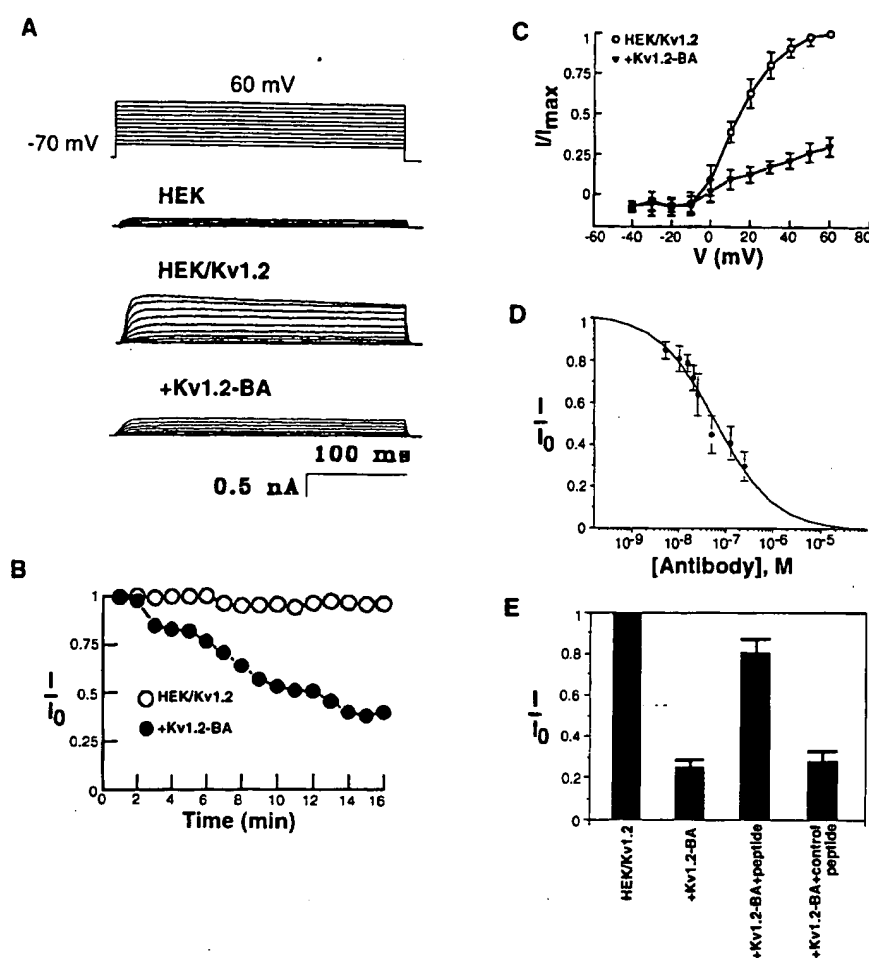 A
60 mV
-70 mV
HEK
HEK/Kv1.2
+Kv1.2-BA
100 ms
0.5 nA
B
1
0.75
0.5
0.25
0
I
I0
HEK/Kv1.2
+Kv1.2-BA
0 2 4 6 8 10 12 14 16
Time (min)
C
HEK/Kv1.2
+Kv1.2-BA
1
0.75
0.25
0
I/Imax
-60 -40 -20 0 20 40 60 80
V (mV)
D
1
0.8
0.6
0.4
0.2
0
I
I0
10-9 10-8 10-7 10-6 10-5
[Antibody], M
E
1
0.8
0.6
0.4
0.2
0
I
I0
HEK/Kv1.2
+Kv1.2-BA
+Kv1.2-BA+peptide
+Kv1.2-BA+control
peptide